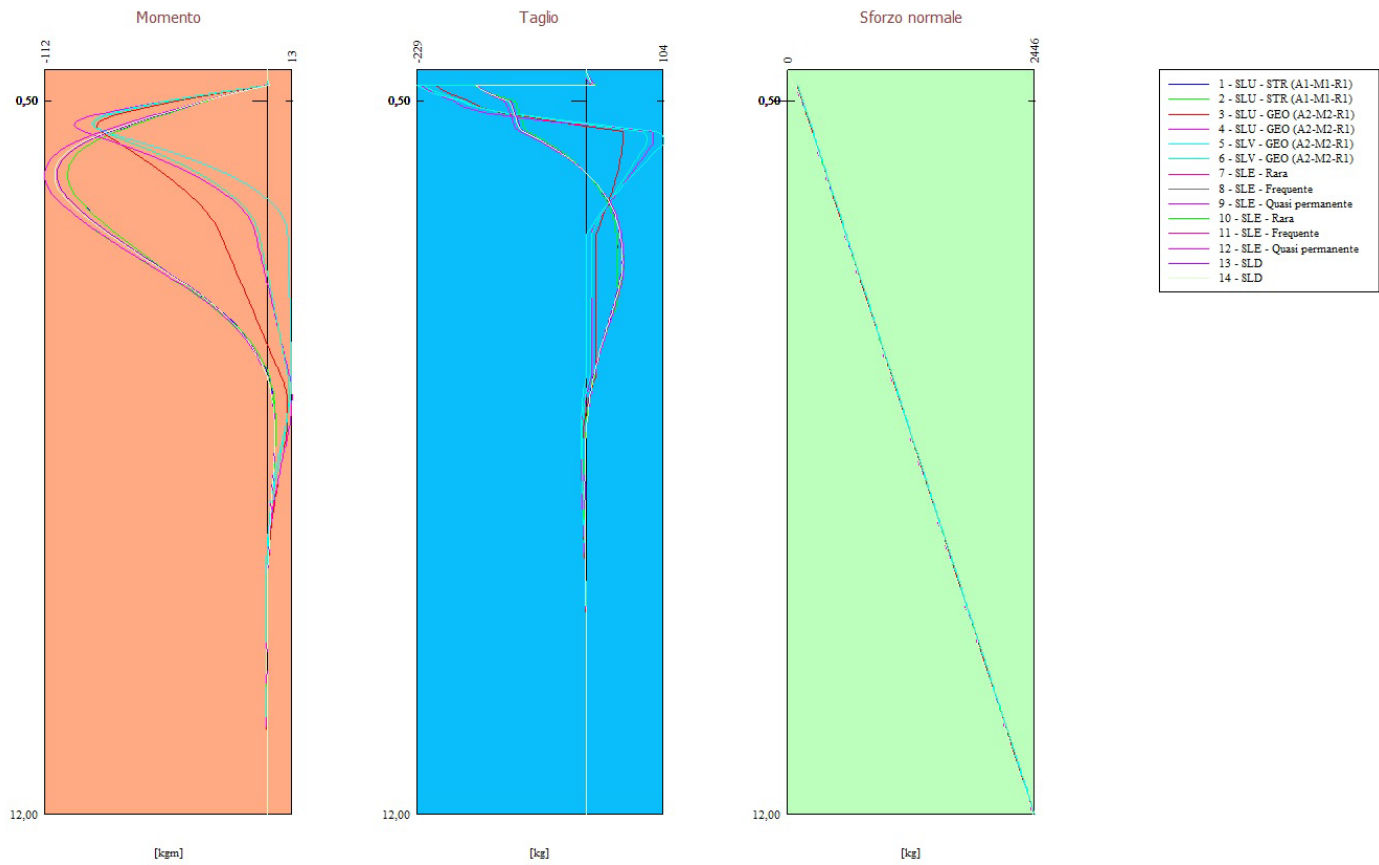 Momento
Taglio
Sforzo normale
-112
13
-229
104
0
2446
0,50
0,50
0,50
1 - SLU - STR (A1-M1-R1)
2 - SLU - STR (A1-M1-R1)
3 - SLU - GEO (A2-M2-R1)
4 - SLU - GEO (A2-M2-R1)
5 - SLV - GEO (A2-M2-R1)
6 - SLV - GEO (A2-M2-R1)
7 - SLE - Rara
8 - SLE - Frequente
9 - SLE - Quasi permanente
10 - SLE - Rara
11 - SLE - Frequente
12 - SLE - Quasi permanente
13 - SLD
14 - SLD
12,00
12,00
12,00
[kgm]
[kg]
[kg]